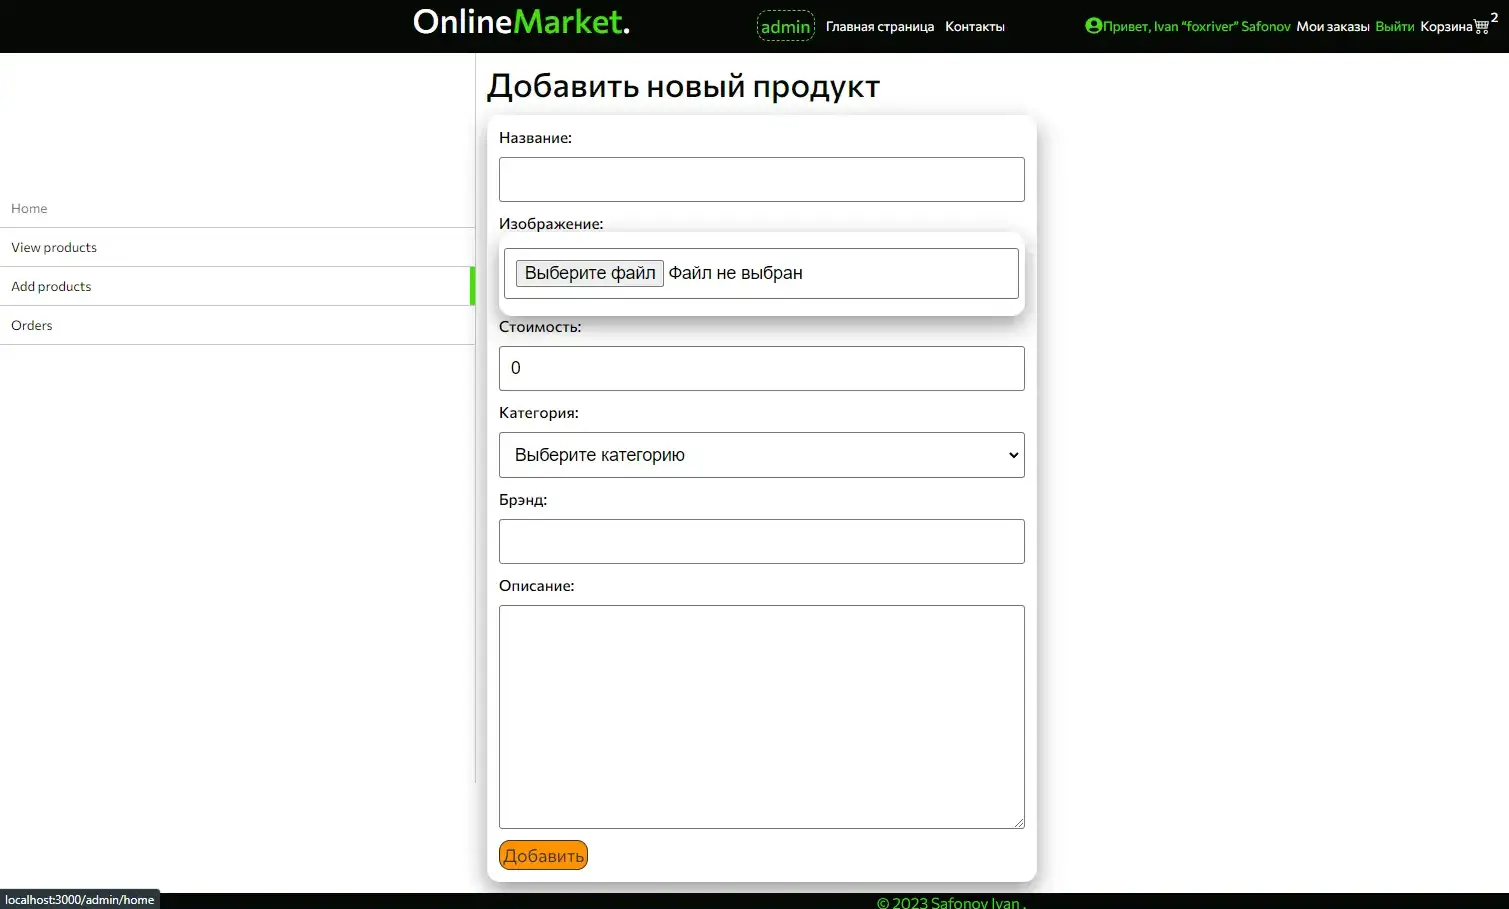 OnlineMarket.
admin Главная страница Контакты
Привет, Ivan "foxriver" Safonov Мои заказы Выйти Корзина 2
Home
View products
Add products
Orders
Добавить новый продукт
Название:
Изображение:
Выберите файл Файл не выбран
Стоимость:
0
Категория:
Выберите категорию
Брэнд:
Описание:
Добавить
localhost:3000/admin/home
© 2023 Safonov Ivan .